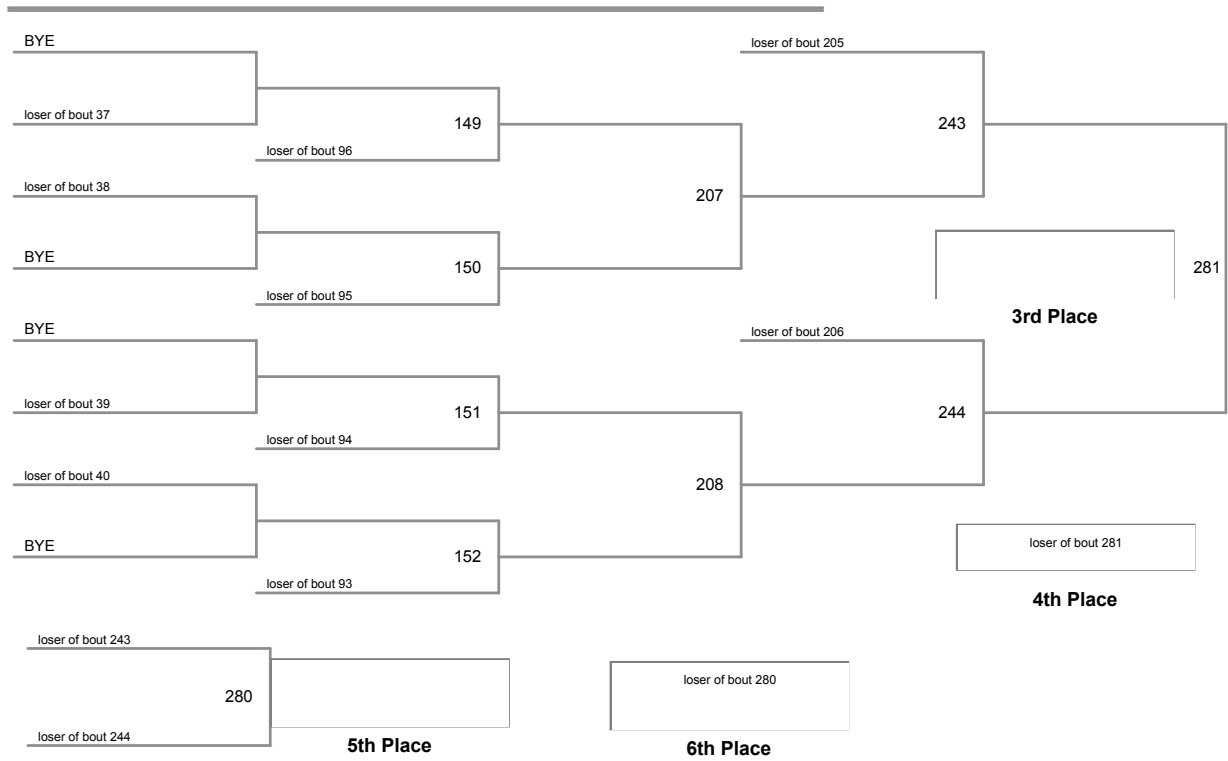 BYE
loser of bout 205
loser of bout 37
149
243
loser of bout 96
loser of bout 38
207
BYE
150
281
loser of bout 95
3rd Place
BYE
loser of bout 206
loser of bout 39
151
244
loser of bout 94
loser of bout 40
208
BYE
152
loser of bout 281
loser of bout 93
4th Place
loser of bout 243
280
loser of bout 280
loser of bout 244
5th Place
6th Place